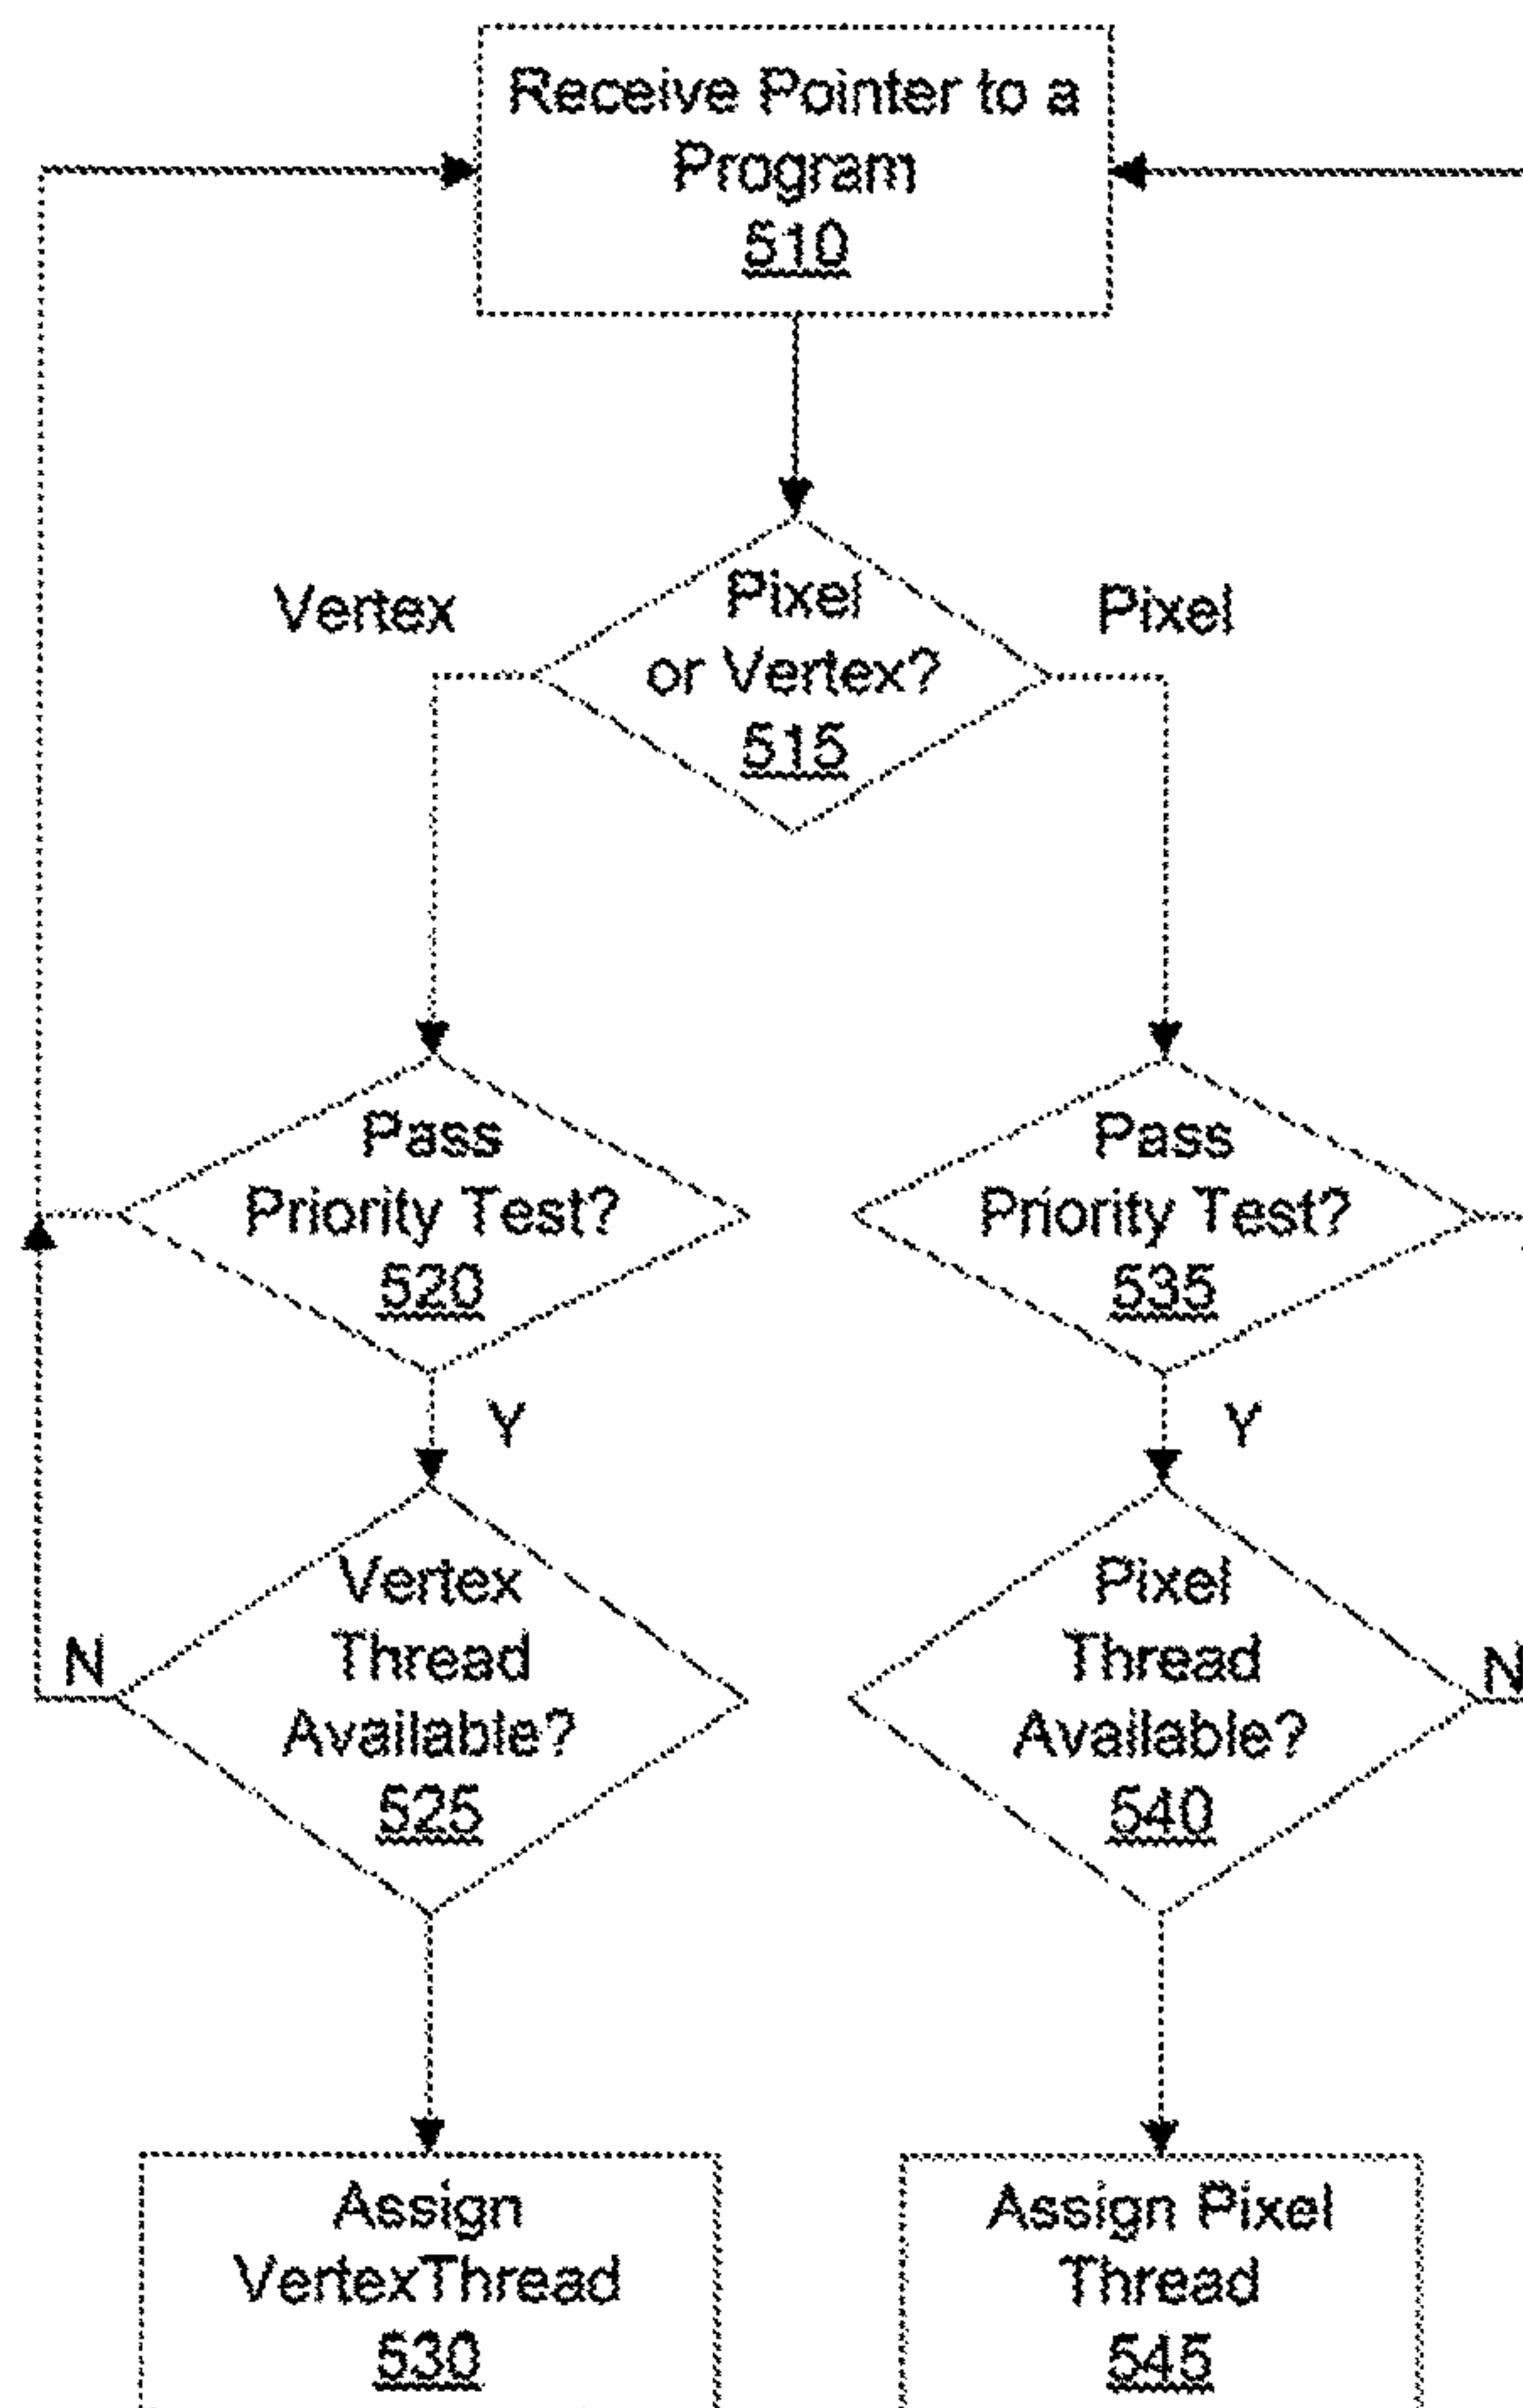 Receive Pointer to a
Program
510
Vertex
Pixel
or Vertex?
515
Pixel
Pass
Priority Test?
520
Pass
Priority Test?
535
Y
Y
Vertex
Thread
Available?
525
N
Pixel
Thread
Available?
540
N
Assign
VertexThread
530
Assign Pixel
Thread
545